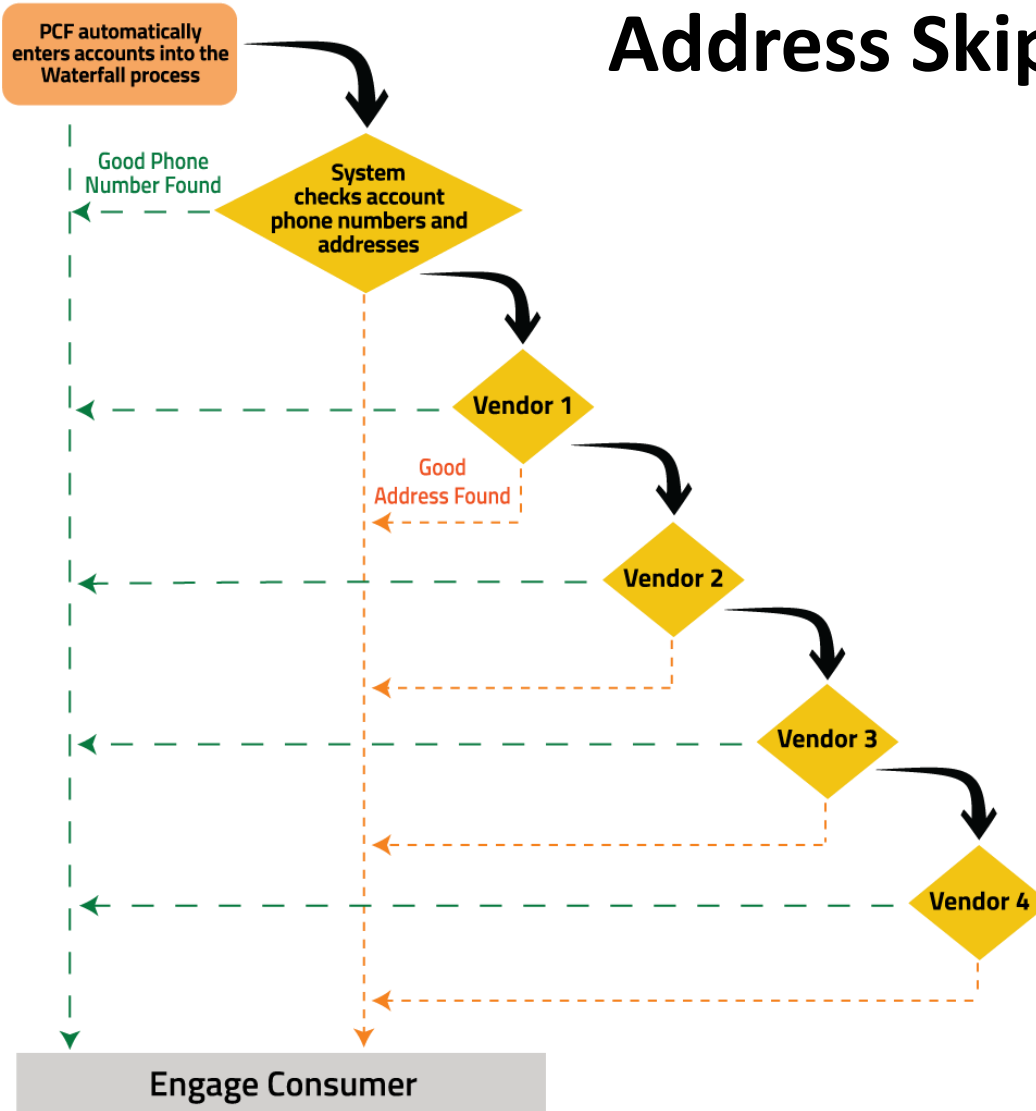 PCF automatically
enters accounts into the
Waterfall process
Address Skip
Good Phone
Number Found
System
checks account
phone numbers and
addresses
Vendor 1
Good
Address Found
Vendor 2
Vendor 3
Vendor 4
Engage Consumer